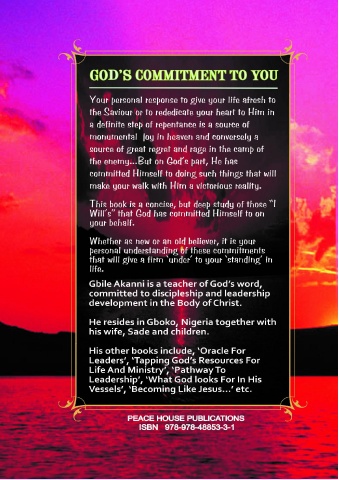 GOD'S COMMITMENT TO YOU
Your personal response to give your life afresh to
the Saviour or to rededicate your heart to Him in
a definite step of repentance is a source of
monumental joy in heaven and conversely a
source of great regret and rage in the camp of
the enemy...But on God's part, He has
committed Himself to doing such things that will
make your walk with Him a victorious reality.
This book is a concise, but deep study of those "I
Will's" that God has committed Himself to on
your behalf.
Whether as new or an old believer, it is your
personal understanding of these commitments
that will give a firm 'under' to your 'standing' in
life.
Gbile Akanni is a teacher of God's word,
committed to discipleship and leadership
development in the Body of Christ.
He resides in Gboko, Nigeria together with
his wife, Sade and children.
His other books include, 'Oracle For
Leaders', 'Tapping God's Resources For
Life And Ministry', 'Pathway To
Leadership', 'What God looks For In His
Vessels', 'Becoming Like Jesus...' etc.
PEACE HOUSE PUBLICATIONS
ISBN 978-978-48853-3-1